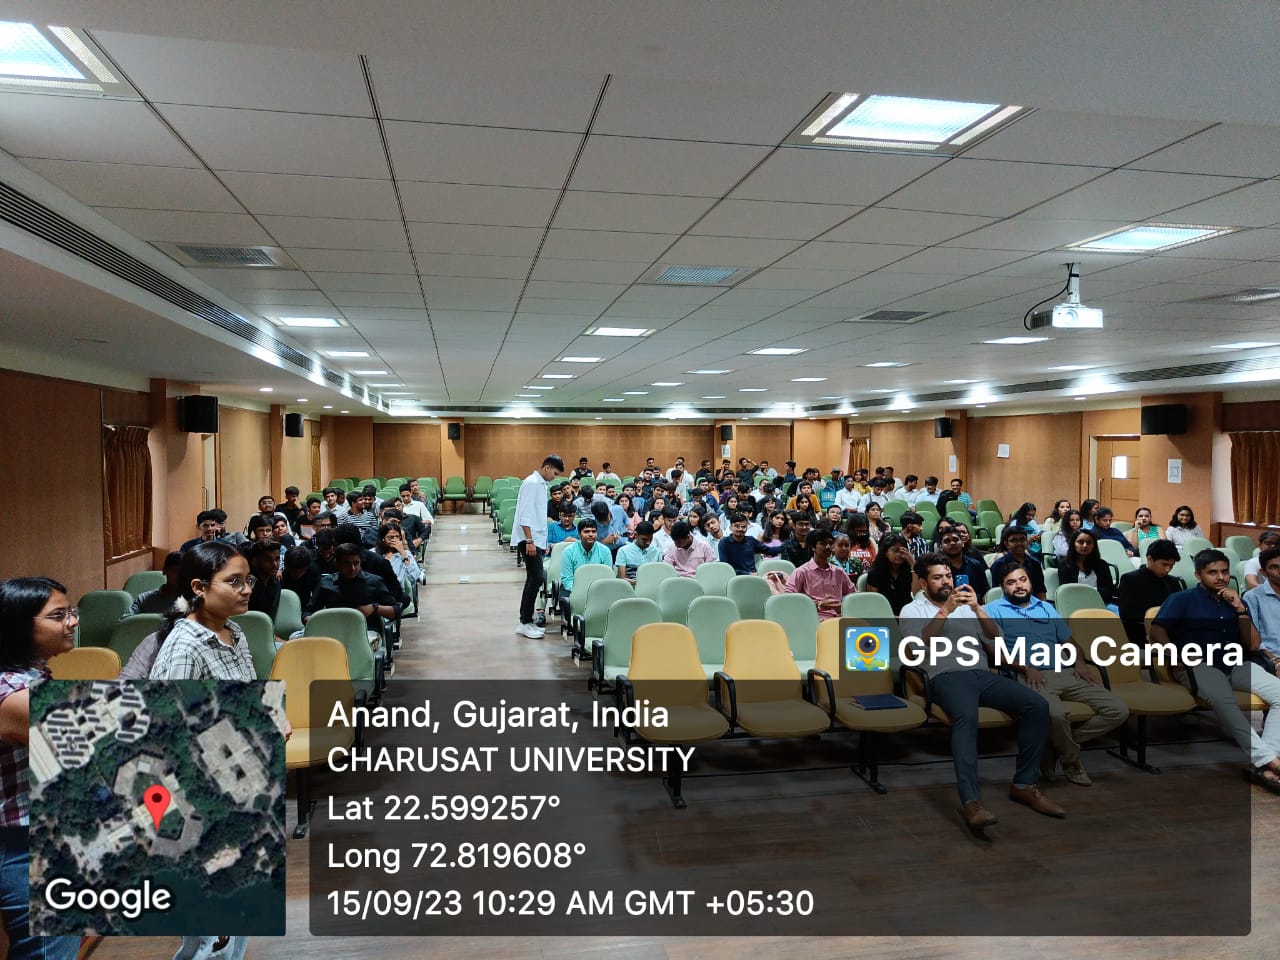 GPS Map Camera
Anand, Gujarat, India
CHARUSAT UNIVERSITY
Lat 22.599257°
Long 72.819608°
15/09/23 10:29 AM GMT +05:30
Google